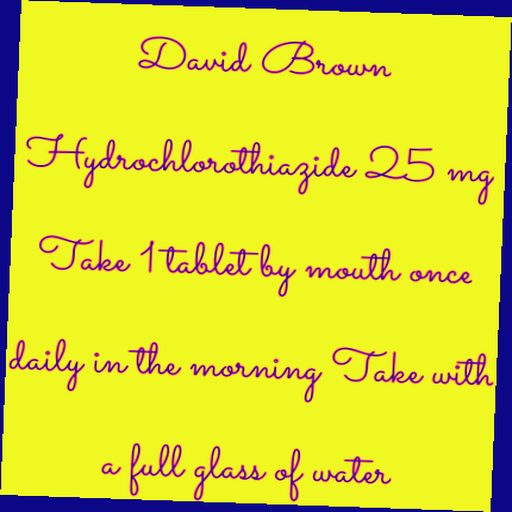 David Brown
Hydrochlorothiazide 25 mg
Take 1 tablet by mouth once
daily in the morning Take with
a full glass of water